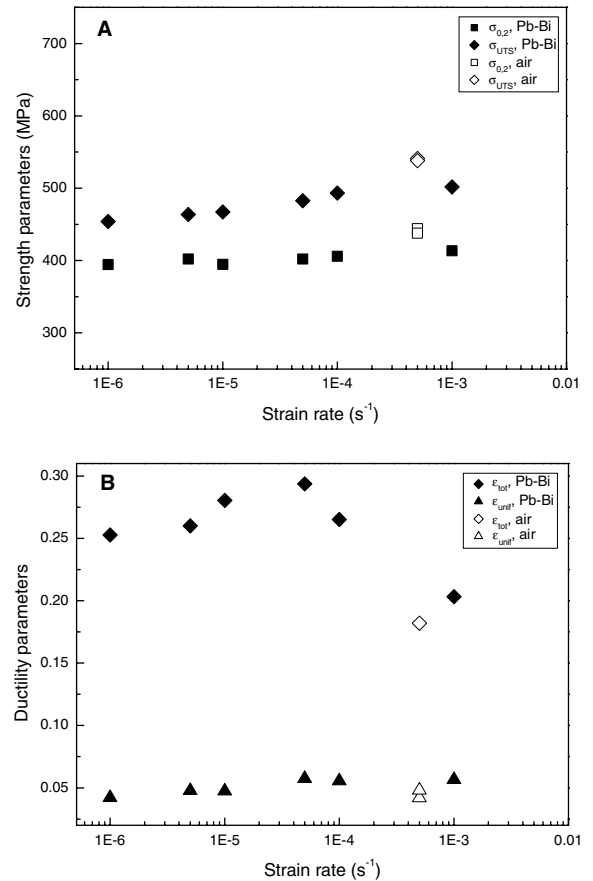 A
σ0,2, Pb-Bi
σUTS, Pb-Bi
σ0,2, air
σUTS, air
700
600
500
400
300
Strength parameters (MPa)
1E-6 1E-5 1E-4 1E-3 0.01
Strain rate (s-1)
B
εtot, Pb-Bi
εunif, Pb-Bi
εtot, air
εunif, air
0.30
0.25
0.20
0.15
0.10
0.05
Ductility parameters
1E-6 1E-5 1E-4 1E-3 0.01
Strain rate (s-1)